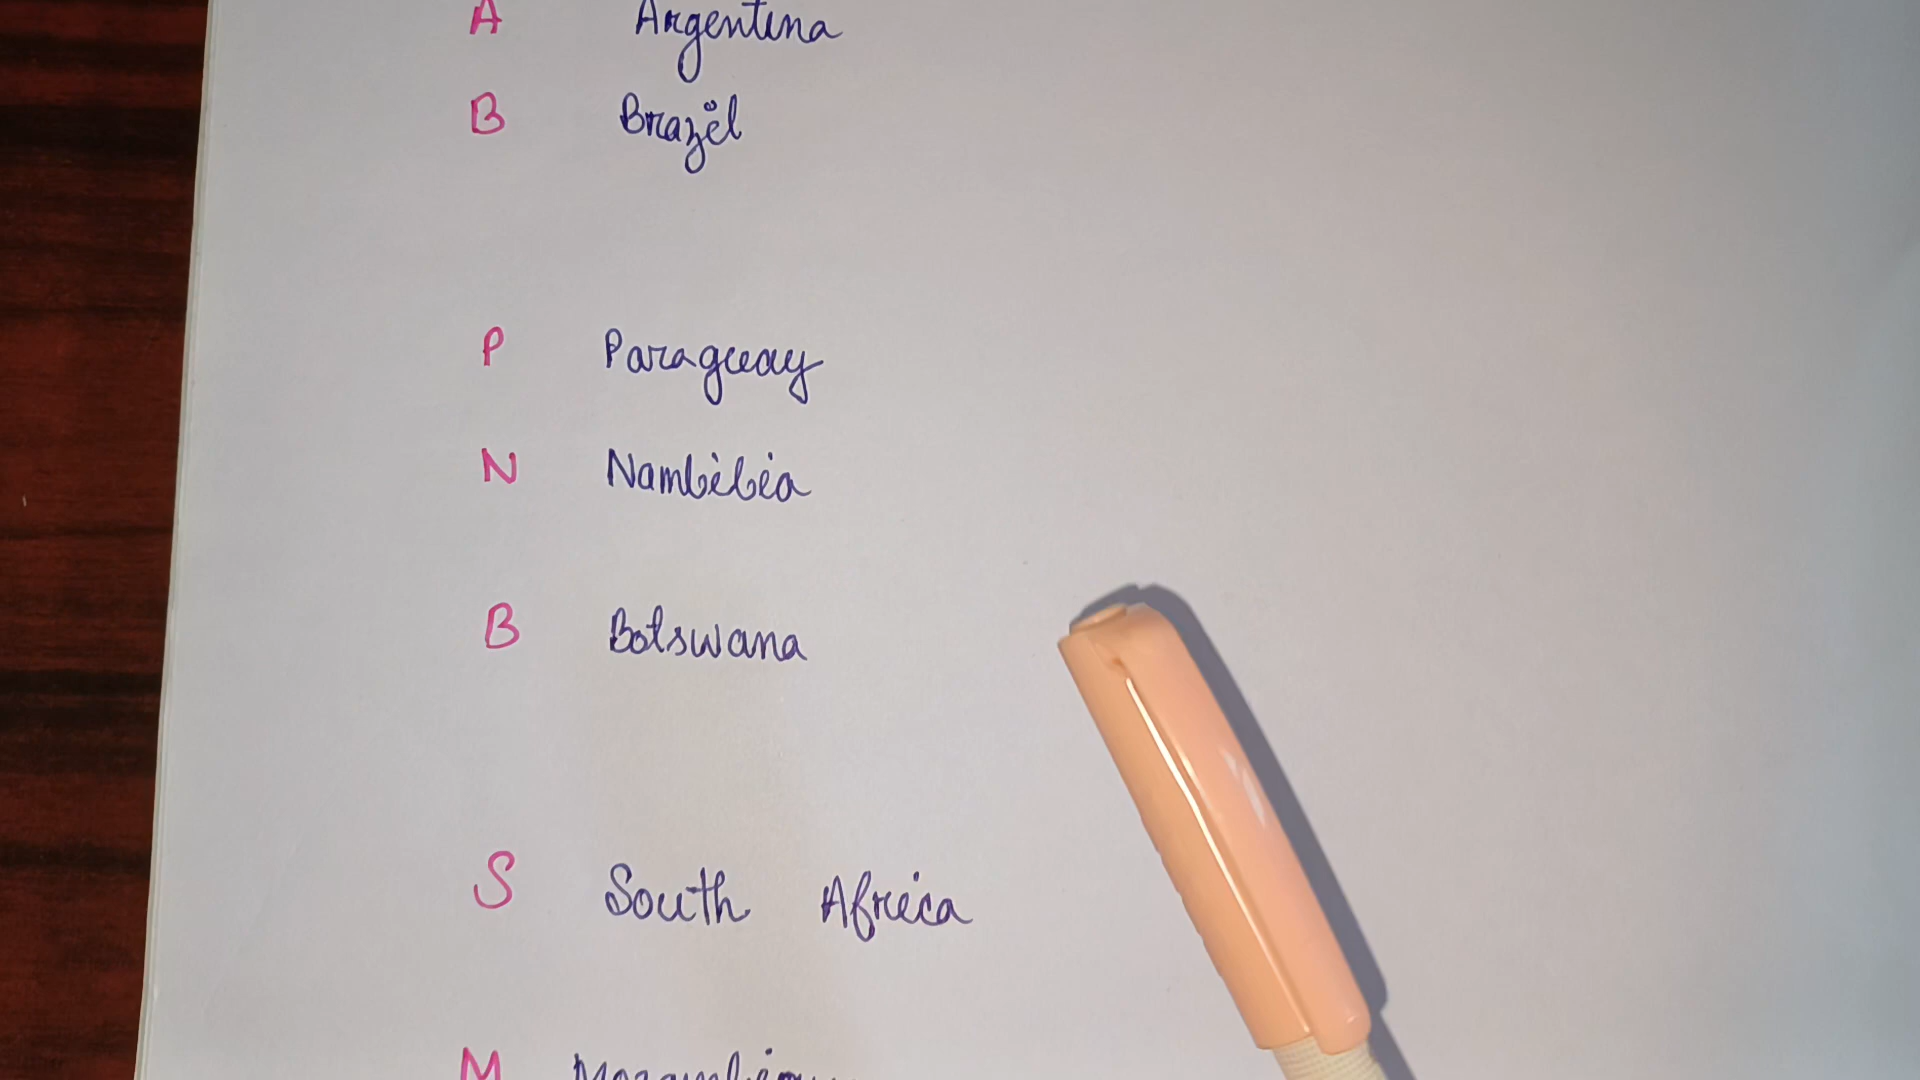 A Argentina
B Brazil
P Paraguay
N Nambibia
B Botswana
S South Africa
M